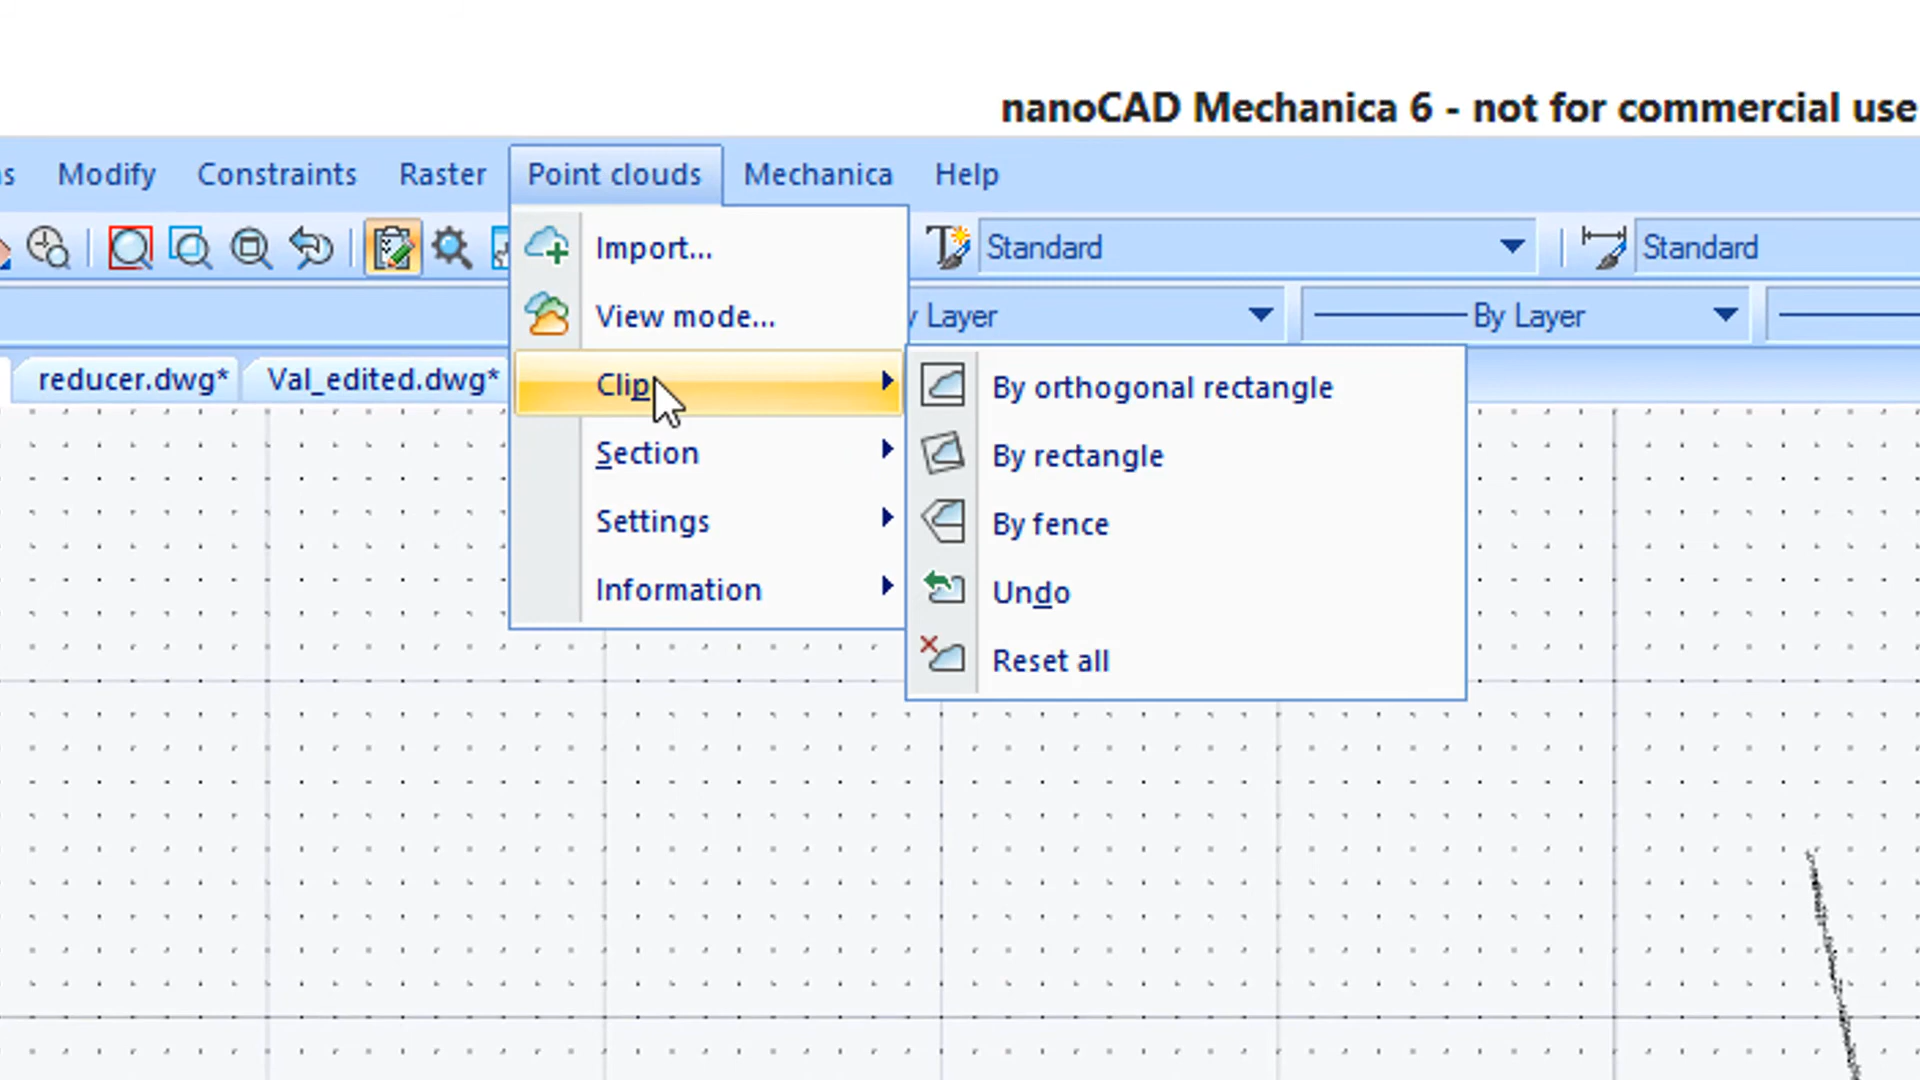 nanoCAD Mechanica 6 - not for commercial use
s Modify Constraints Raster Point clouds Mechanica Help
Import...
Standard
Standard
View mode...
y Layer
By Layer
reducer.dwg*
Val_edited.dwg*
Clip
By orthogonal rectangle
Section
By rectangle
Settings
By fence
Information
Undo
Reset all